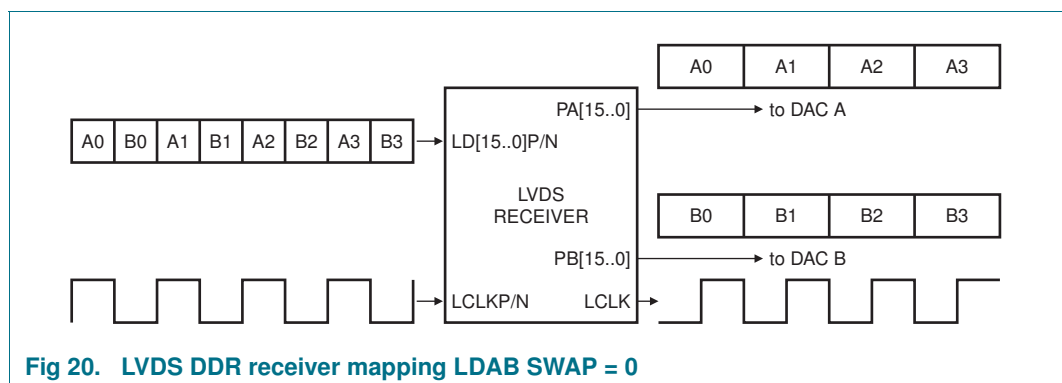 A0 A1 A2 A3
PA[15..0] to DAC A
A0 B0 A1 B1 A2 B2 A3 B3 LD[15..0]P/N
LVDS
RECEIVER
B0 B1 B2 B3
PB[15..0] to DAC B
LCLKP/N LCLK
Fig 20. LVDS DDR receiver mapping LDAB SWAP = 0